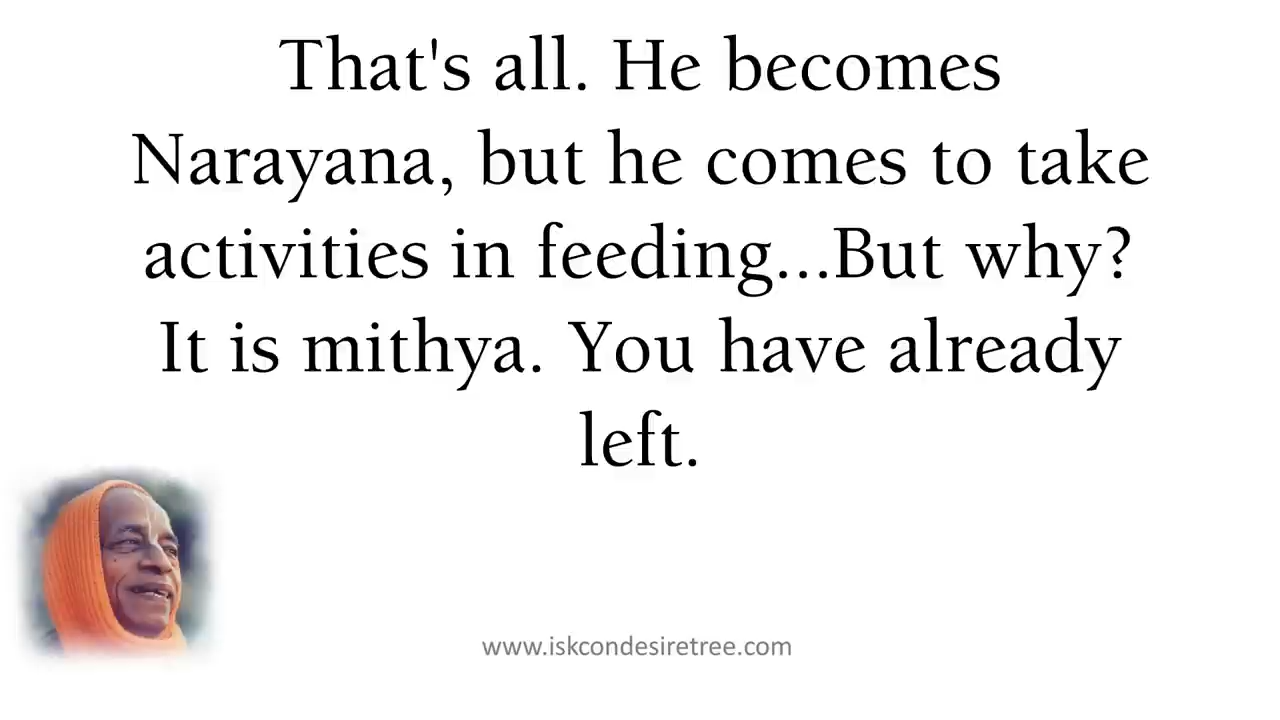 That's all. He becomes
Narayana, but he comes to take
activities in feeding...But why?
It is mithya. You have already
left.
www.iskcondesiretree.com